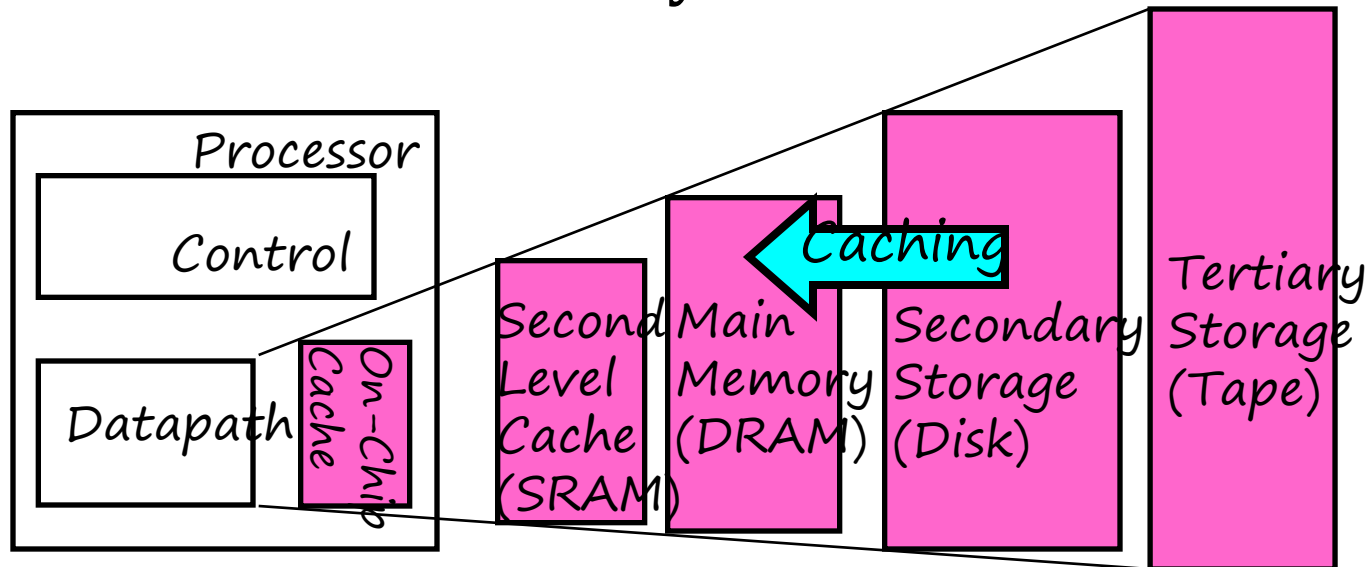 Processor
Control
Datapath
On-Chip
Cache
Second
Level
Cache
(SRAM)
Main
Memory
(DRAM)
Caching
Secondary
Storage
(Disk)
Tertiary
Storage
(Tape)